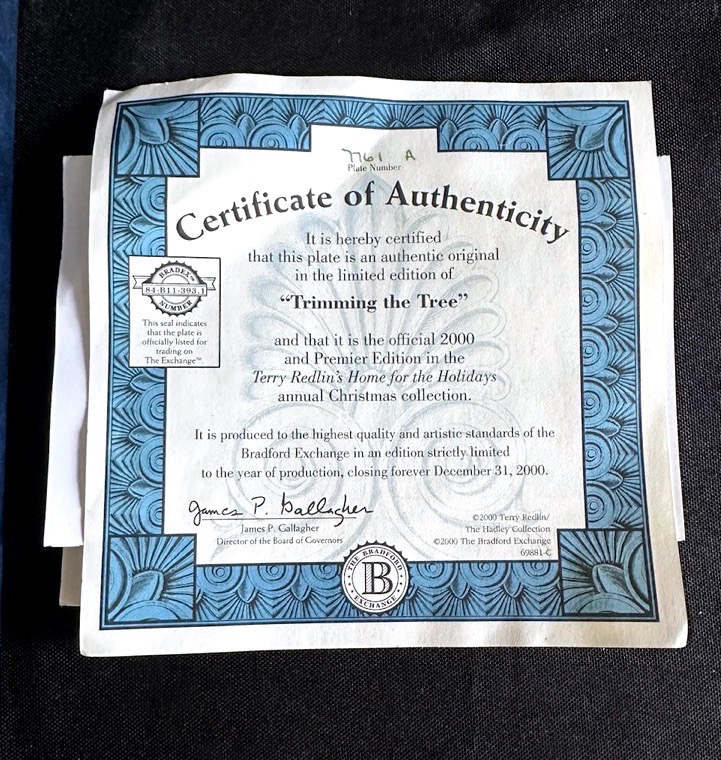 7761 A
Plate Number
Certificate of Authenticity
It is hereby certified
that this plate is an authentic original
in the limited edition of
“Trimming the Tree”
and that it is the official 2000
and Premier Edition in the
Terry Redlin's Home for the Holidays
annual Christmas collection.
BRADEX™
84-B11-393.1
NUMBER
This seal indicates
that the plate is
officially listed for
trading on
The Exchange™.
It is produced to the highest quality and artistic standards of the
Bradford Exchange in an edition strictly limited
to the year of production, closing forever December 31, 2000.
James P. Gallagher
James P. Gallagher
Director of the Board of Governors
©2000 Terry Redlin/
The Hadley Collection
©2000 The Bradford Exchange
69881-C
THE BRADFORD
B
EXCHANGE